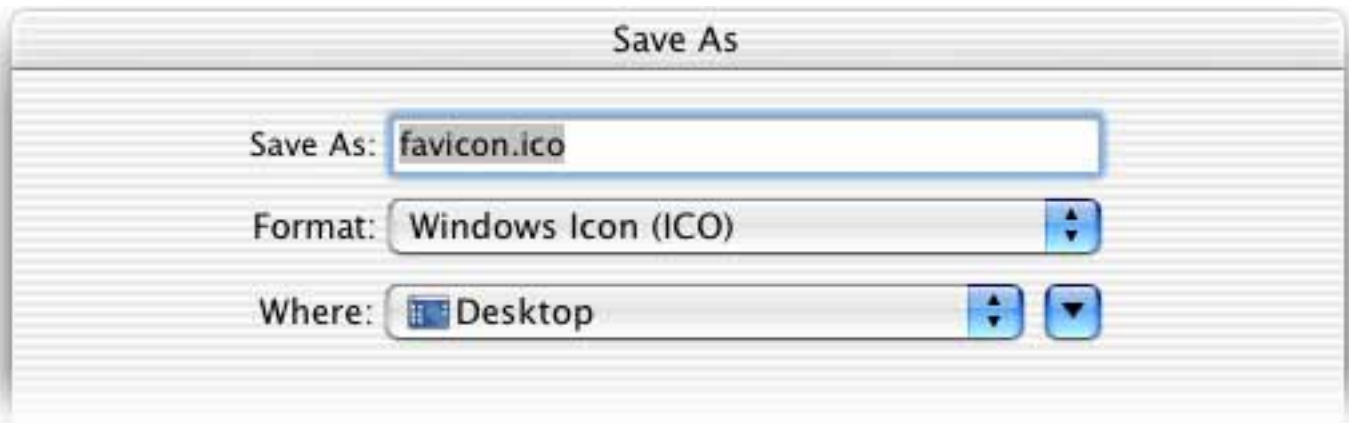 Save As
Save As: favicon.ico
Format: Windows Icon (ICO)
Where: Desktop